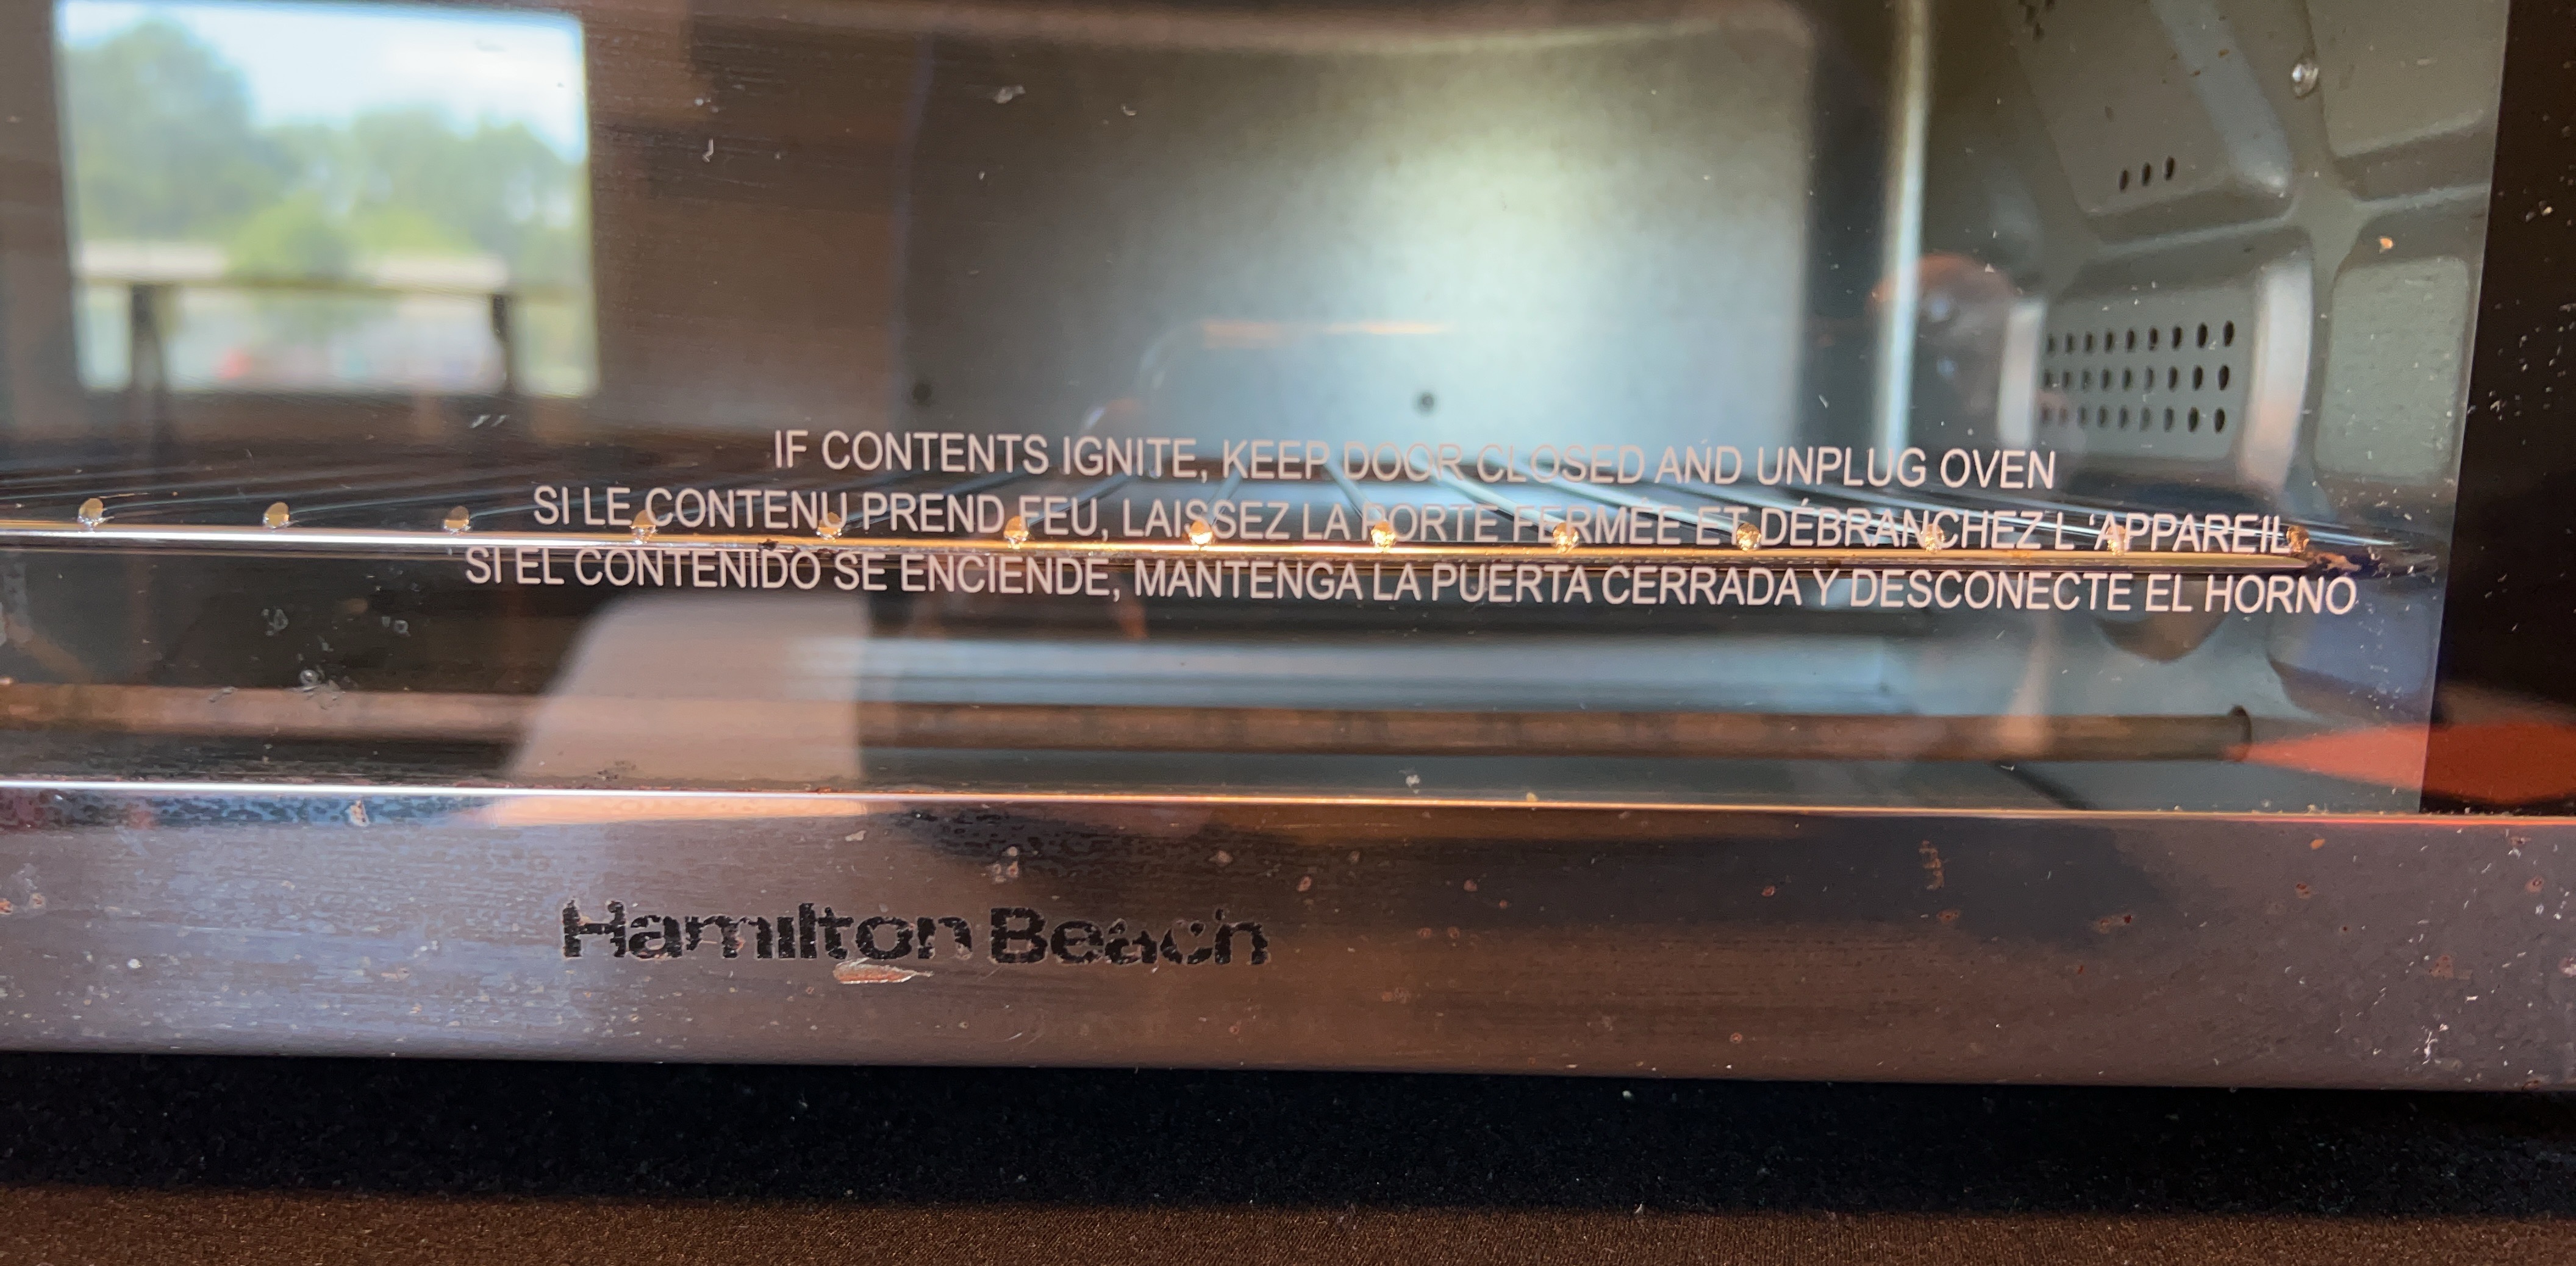 IF CONTENTS IGNITE, KEEP DOOR CLOSED AND UNPLUG OVEN
SI LE CONTENU PREND FEU, LAISSEZ LA PORTE FERMÉE ET DÉBRANCHEZ L 'APPAREIL
SI EL CONTENIDO SE ENCIENDE, MANTENGA LA PUERTA CERRADA Y DESCONECTE EL HORNO
Hamilton Beach